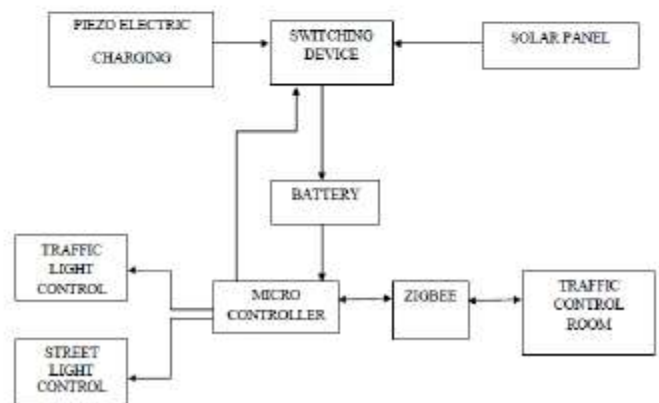 PIEZO ELECTRIC
CHARGING
SWITCHING
DEVICE
SOLAR PANEL
BATTERY
TRAFFIC
LIGHT
CONTROL
MICRO
CONTROLLER
ZIGBEE
TRAFFIC
CONTROL
ROOM
STREET
LIGHT
CONTROL